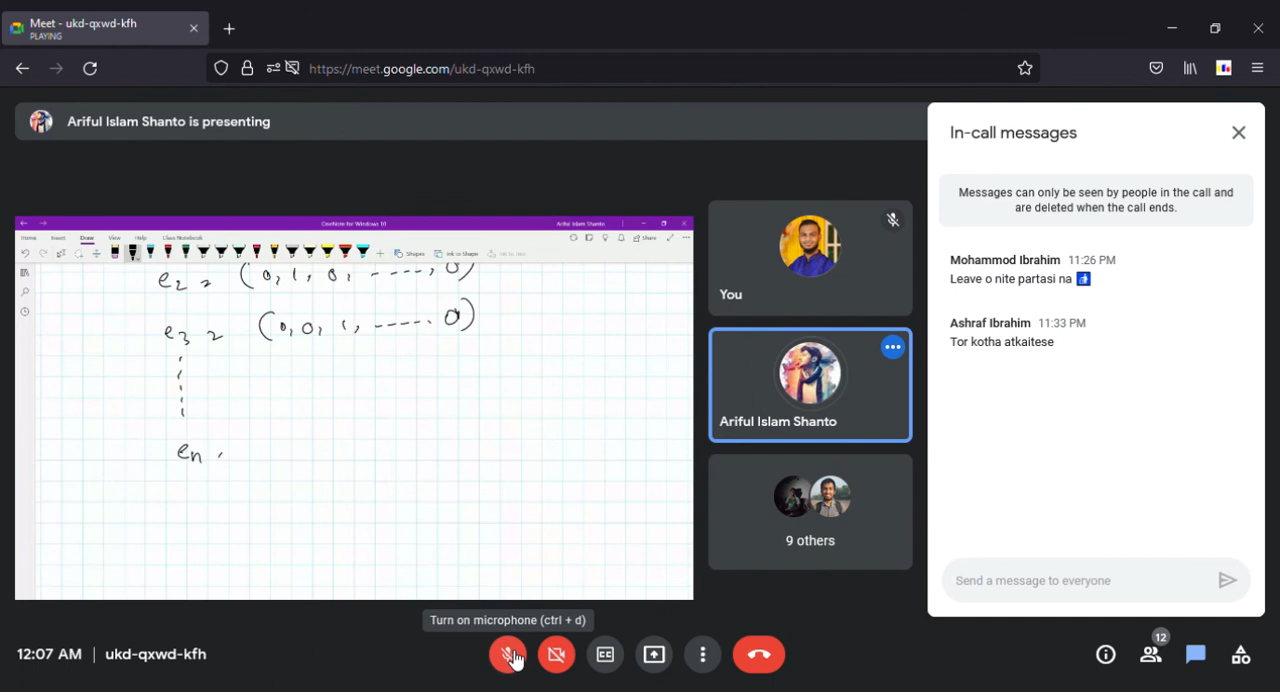 Meet - ukd-qxwd-kfh
PLAYING
https://meet.google.com/ukd-qxwd-kfh
Ariful Islam Shanto is presenting
OneNote for Windows 10
Ariful Islam Shanto
Home Insert Draw View Help Class Notebook
Share
Shapes Ink to Shape
e2 = (0, 1, 0, -----, 0)
e3 = (0, 0, 1, -----. 0)
en
You
Ariful Islam Shanto
9 others
In-call messages
Messages can only be seen by people in the call and
are deleted when the call ends.
Mohammod Ibrahim 11:26 PM
Leave o nite partasi na
Ashraf Ibrahim 11:33 PM
Tor kotha atkaitese
Send a message to everyone
Turn on microphone (ctrl + d)
12:07 AM | ukd-qxwd-kfh
CC
12